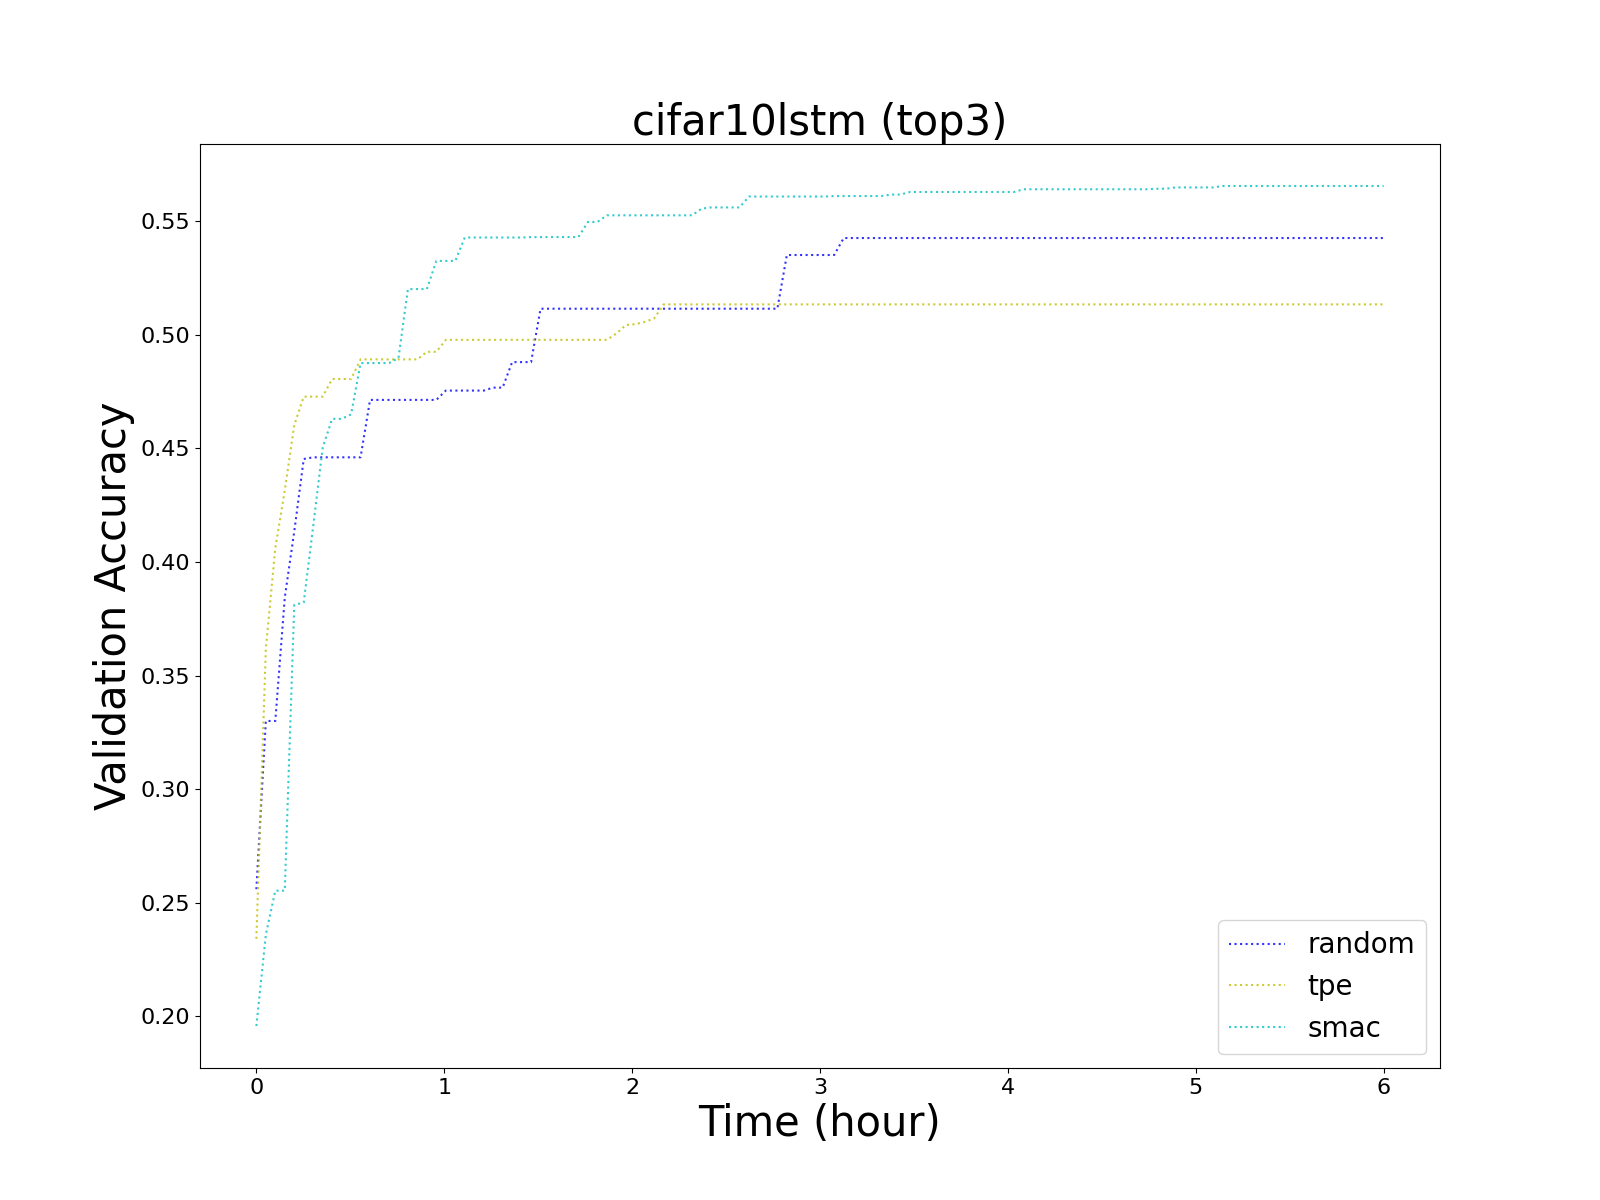 cifar10lstm (top3)
Validation Accuracy
0.55
0.50
0.45
0.40
0.35
0.30
0.25
0.20
0 1 2 3 4 5 6
Time (hour)
random
tpe
smac